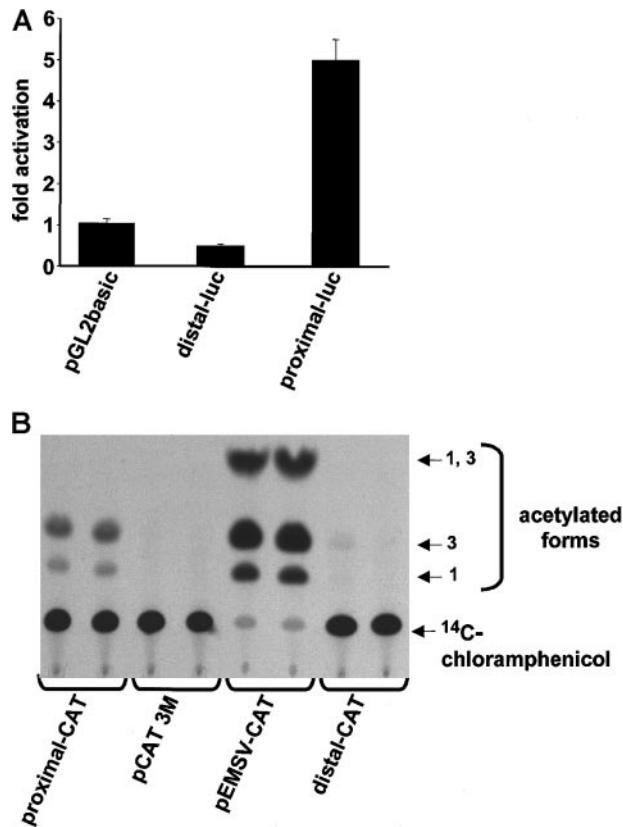 A
fold activation
6
5
4
3
2
1
0
pGL2basic
distal-luc
proximal-luc
B
1, 3
3
1
acetylated
forms
14C-
chloramphenicol
proximal-CAT
pCAT 3M
pEMSV-CAT
distal-CAT